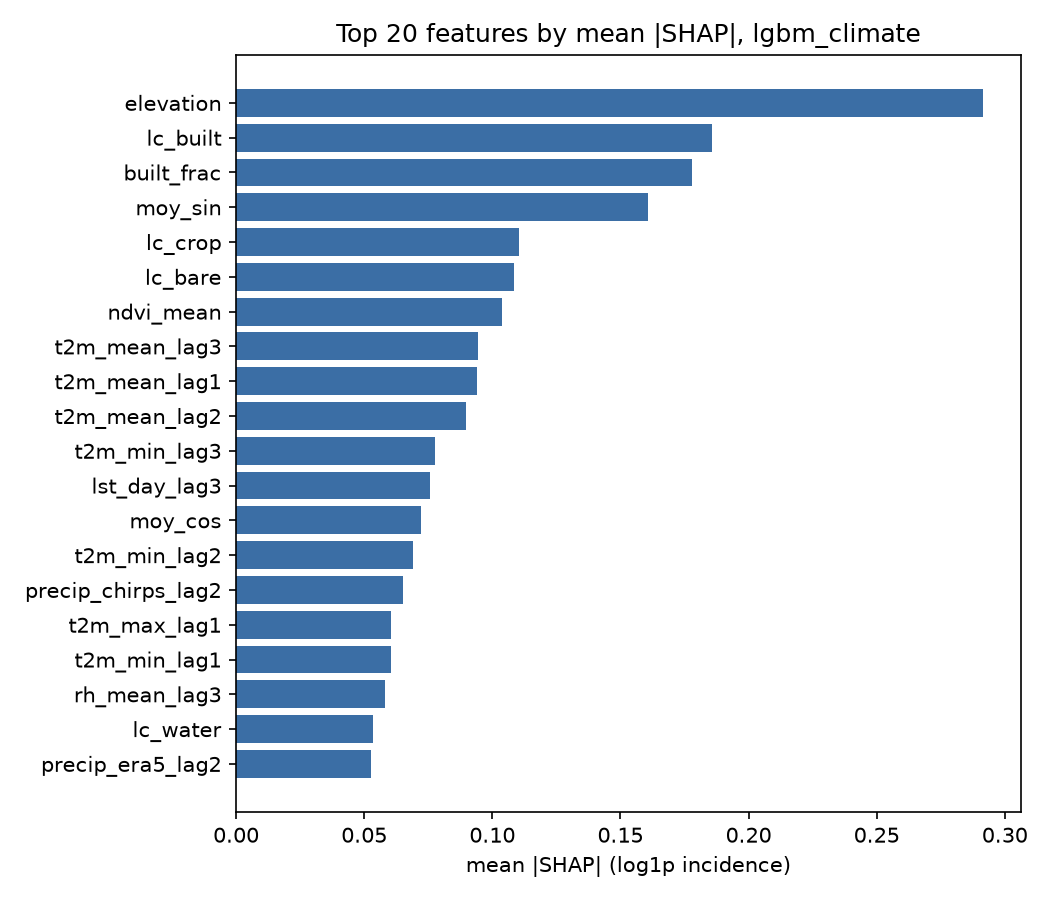 Top 20 features by mean |SHAP|, lgbm_climate
elevation
lc_built
built_frac
moy_sin
lc_crop
lc_bare
ndvi_mean
t2m_mean_lag3
t2m_mean_lag1
t2m_mean_lag2
t2m_min_lag3
lst_day_lag3
moy_cos
t2m_min_lag2
precip_chirps_lag2
t2m_max_lag1
t2m_min_lag1
rh_mean_lag3
lc_water
precip_era5_lag2
0.00 0.05 0.10 0.15 0.20 0.25 0.30
mean |SHAP| (log1p incidence)